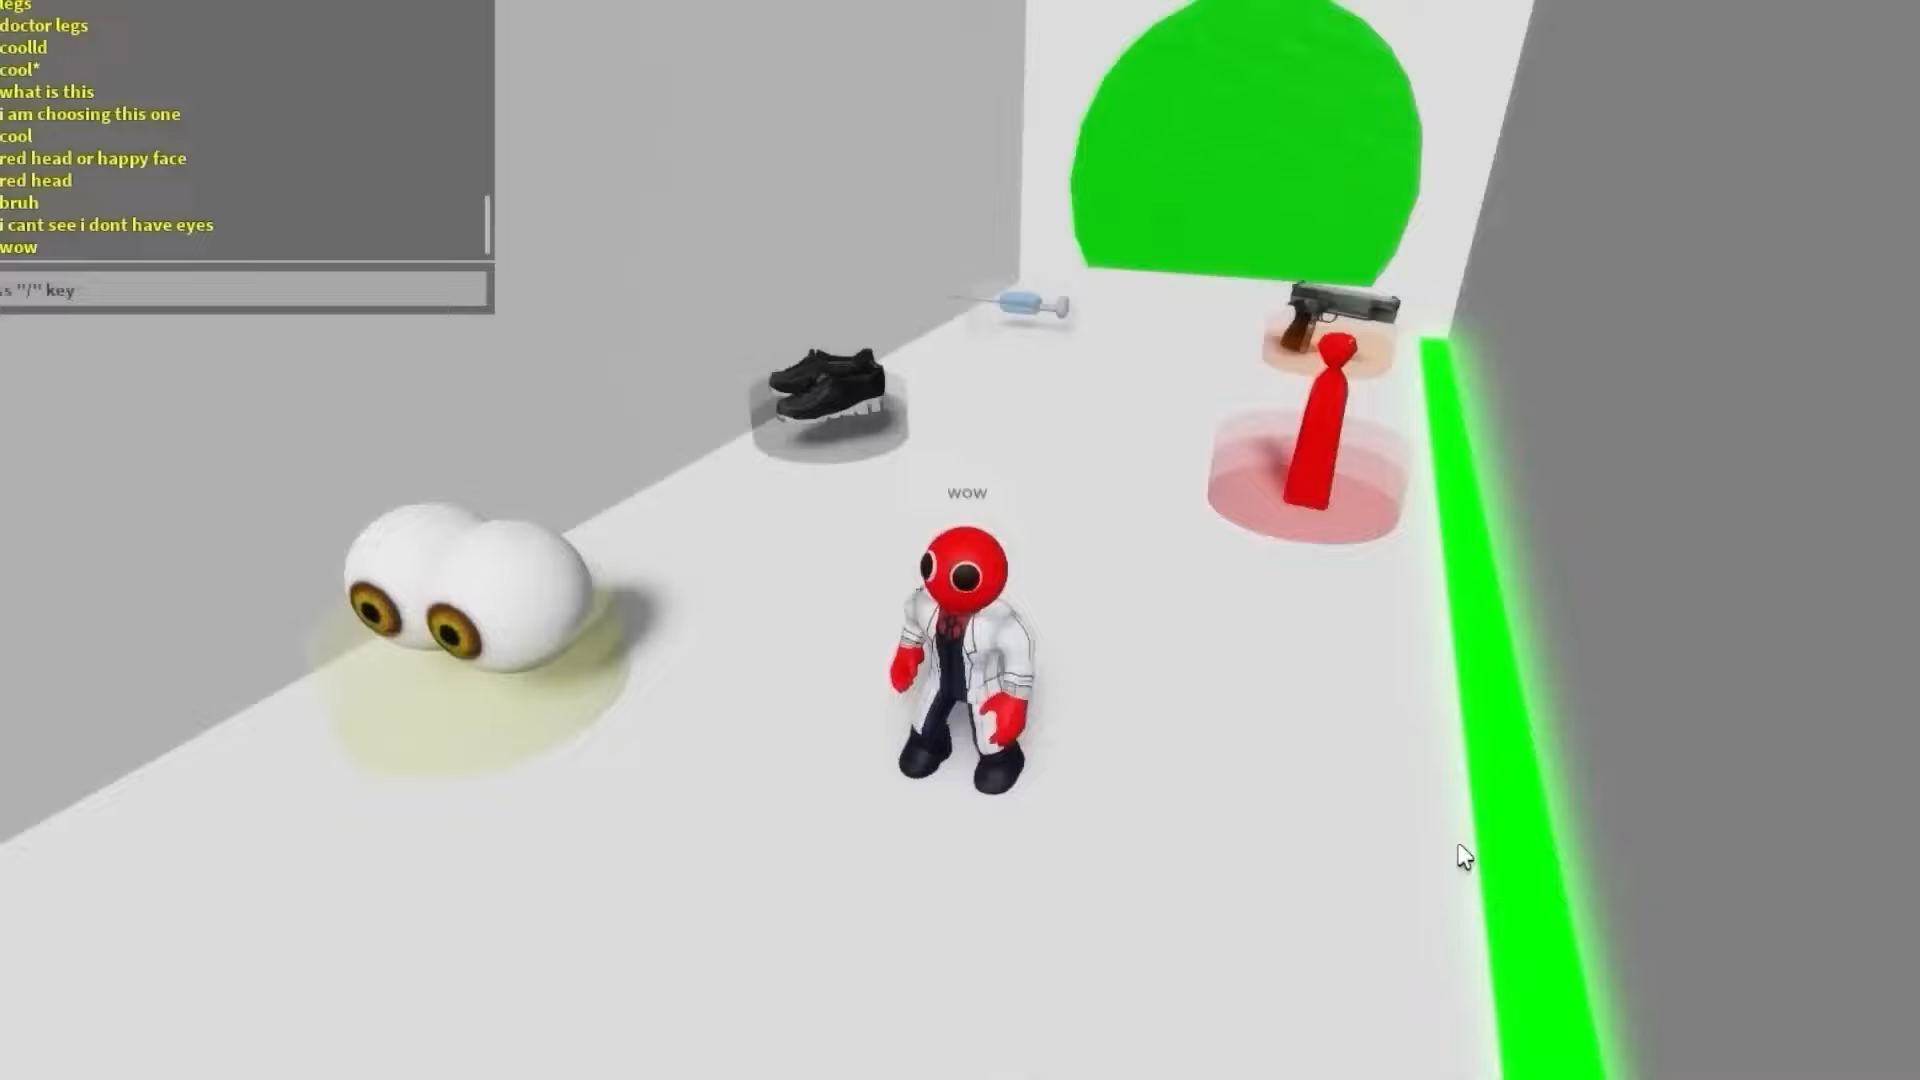 legs
doctor legs
coolld
cool*
what is this
i am choosing this one
cool
red head or happy face
red head
bruh
i cant see i dont have eyes
wow
s "/" key
wow